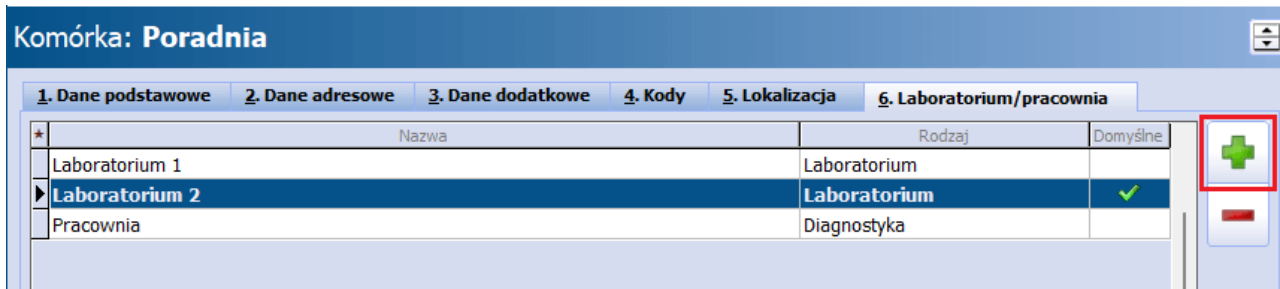 Komórka: Poradnia
1. Dane podstawowe 2. Dane adresowe 3. Dane dodatkowe 4. Kody 5. Lokalizacja 6. Laboratorium/pracownia
* Nazwa Rodzaj Domyślne
Laboratorium 1 Laboratorium
Laboratorium 2 Laboratorium
Pracownia Diagnostyka